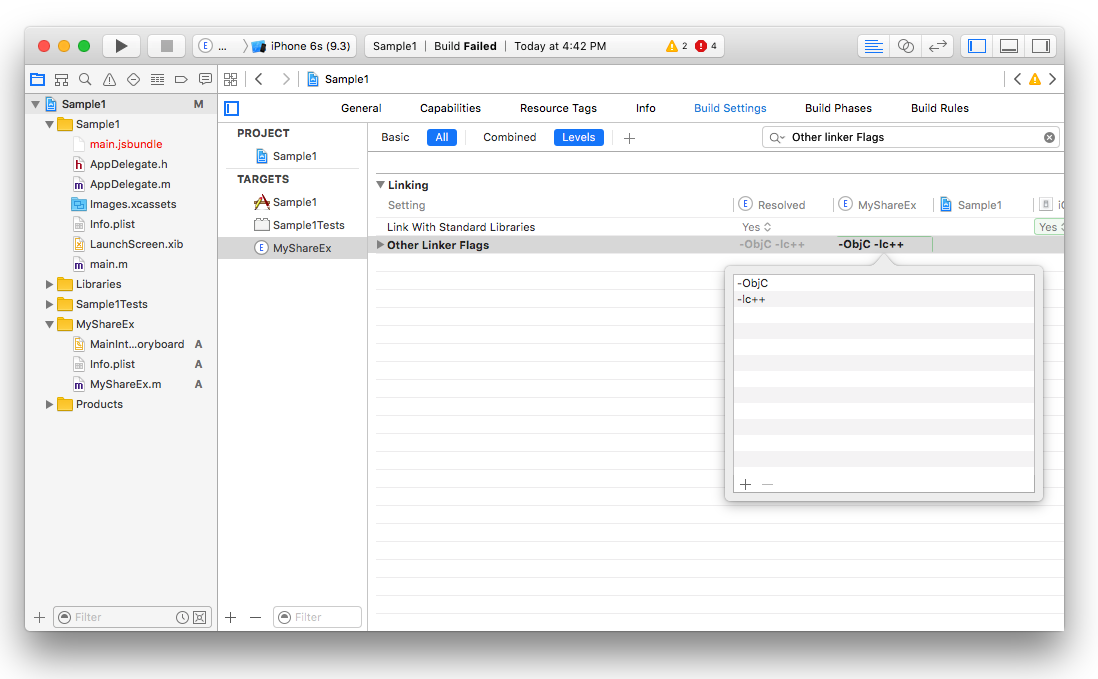 E ... iPhone 6s (9.3) Sample1 | Build Failed | Today at 4:42 PM 2 4
Sample1
Sample1 M
Sample1
main.jsbundle
h AppDelegate.h
m AppDelegate.m
Images.xcassets
Info.plist
LaunchScreen.xib
m main.m
Libraries
Sample1Tests
MyShareEx
MainInt...oryboard A
Info.plist A
m MyShareEx.m A
Products
Filter
General Capabilities Resource Tags Info Build Settings Build Phases Build Rules
PROJECT
Sample1
TARGETS
Sample1
Sample1Tests
E MyShareEx
Filter
Basic All Combined Levels Other linker Flags
Linking
Setting E Resolved E MyShareEx Sample1
Link With Standard Libraries Yes Yes
Other Linker Flags -ObjC -lc++ -ObjC -lc++
-ObjC
-lc++